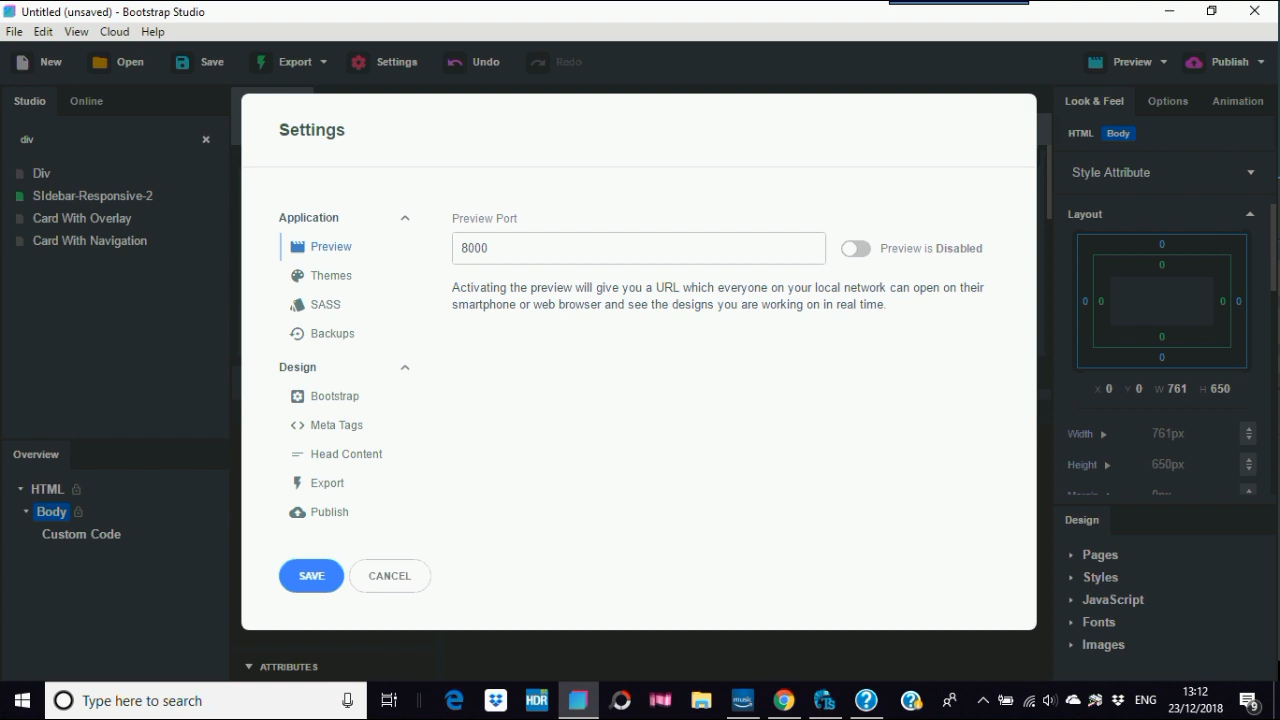 Untitled (unsaved) - Bootstrap Studio
File Edit View Cloud Help
New Open Save Export Settings Undo Redo Preview Publish
Studio Online
Look & Feel Options Animation
div
HTML Body
Div
SIdebar-Responsive-2
Card With Overlay
Card With Navigation
Settings
Application
Preview
Themes
SASS
Backups
Design
Bootstrap
Meta Tags
Head Content
Export
Publish
Preview Port
8000
Preview is Disabled
Activating the preview will give you a URL which everyone on your local network can open on their
smartphone or web browser and see the designs you are working on in real time.
SAVE CANCEL
Style Attribute
Layout
0
0
0 0 0 0
0
0
X 0 Y 0 W 761 H 650
Width 761px
Height 650px
Margin 0px
Overview
HTML
Body
Custom Code
Design
Pages
Styles
JavaScript
Fonts
Images
ATTRIBUTES
Type here to search
HDR
music
TS
ENG
13:12
23/12/2018
9